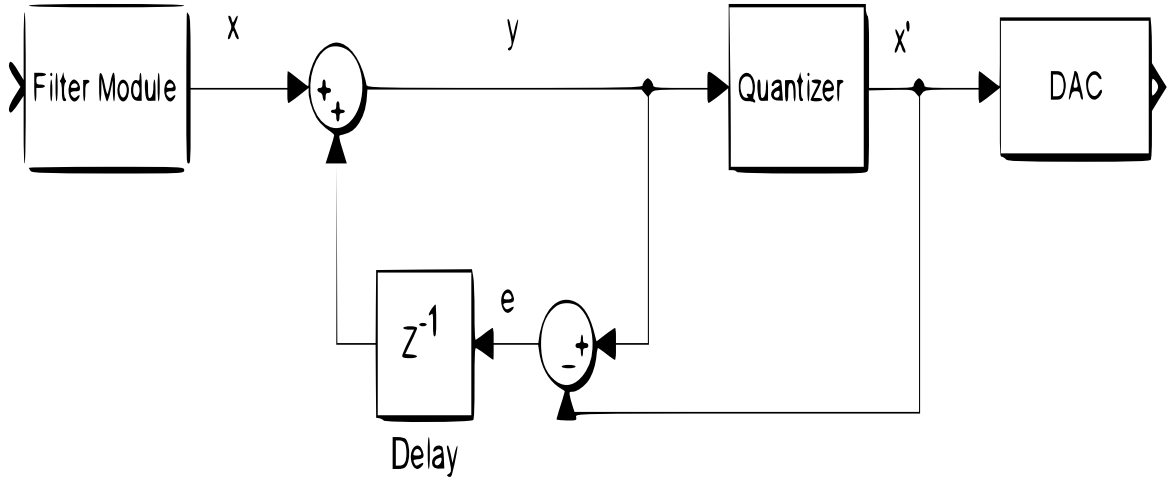 x
y
x'
Filter Module
+
+
Quantizer
DAC
e
z⁻¹
+
−
Delay